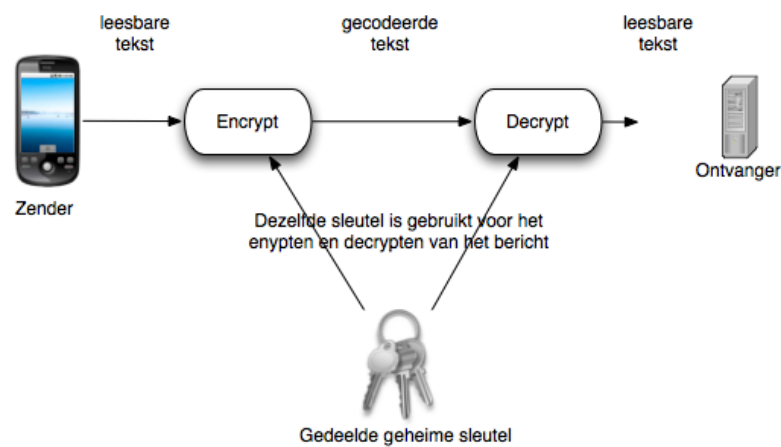 leesbare
tekst
gecodeerde
tekst
leesbare
tekst
Encrypt
Decrypt
Zender
Ontvanger
Dezelfde sleutel is gebruikt voor het
enypten en decrypten van het bericht
Gedeelde geheime sleutel